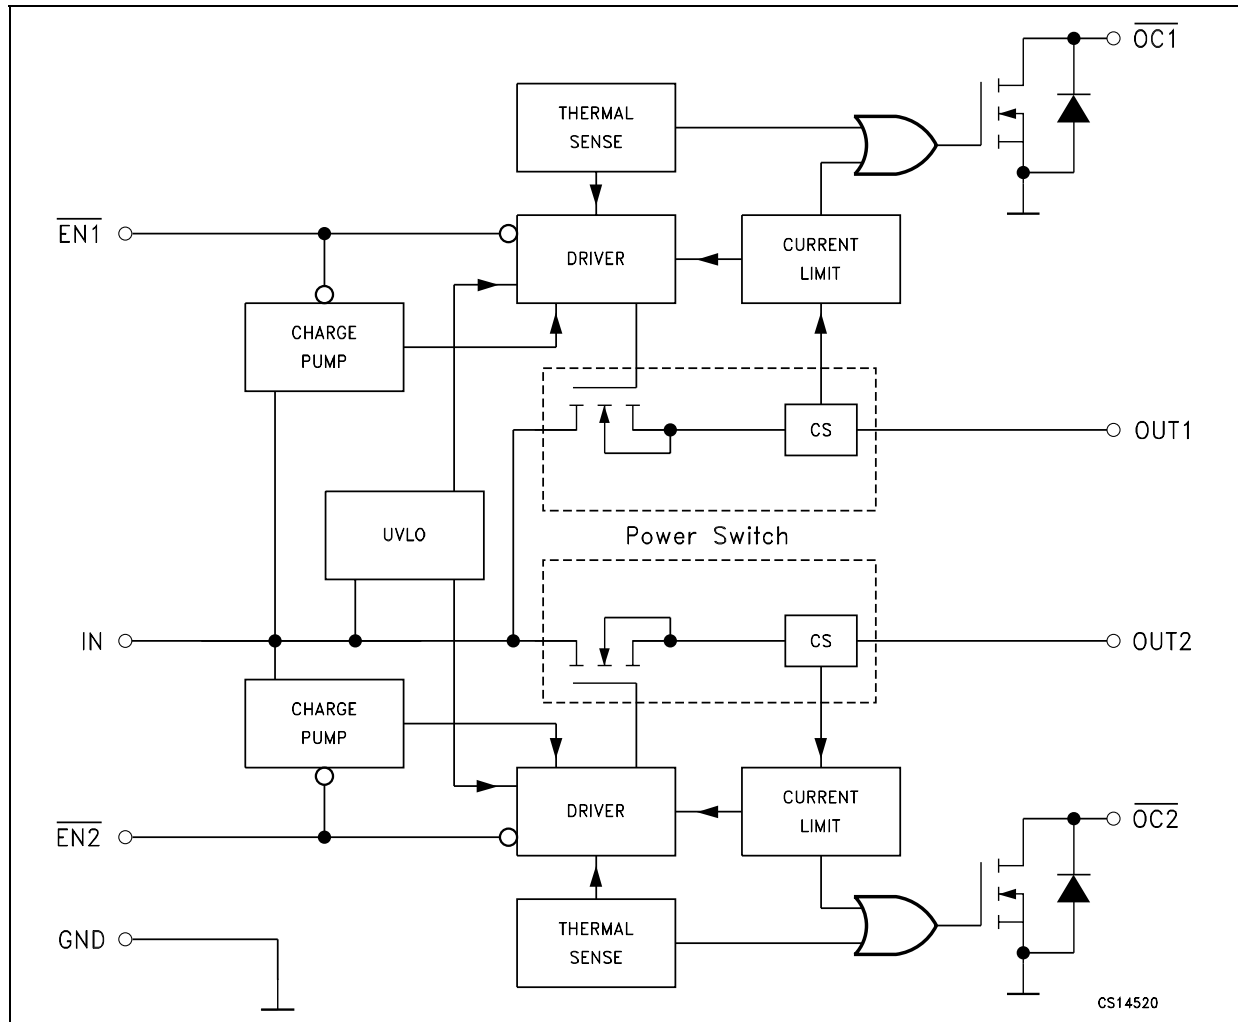 OC1
THERMAL
SENSE
EN1
DRIVER
CURRENT
LIMIT
CHARGE
PUMP
CS
OUT1
UVLO
Power Switch
IN
CS
OUT2
CHARGE
PUMP
DRIVER
CURRENT
LIMIT
OC2
EN2
THERMAL
SENSE
GND
CS14520